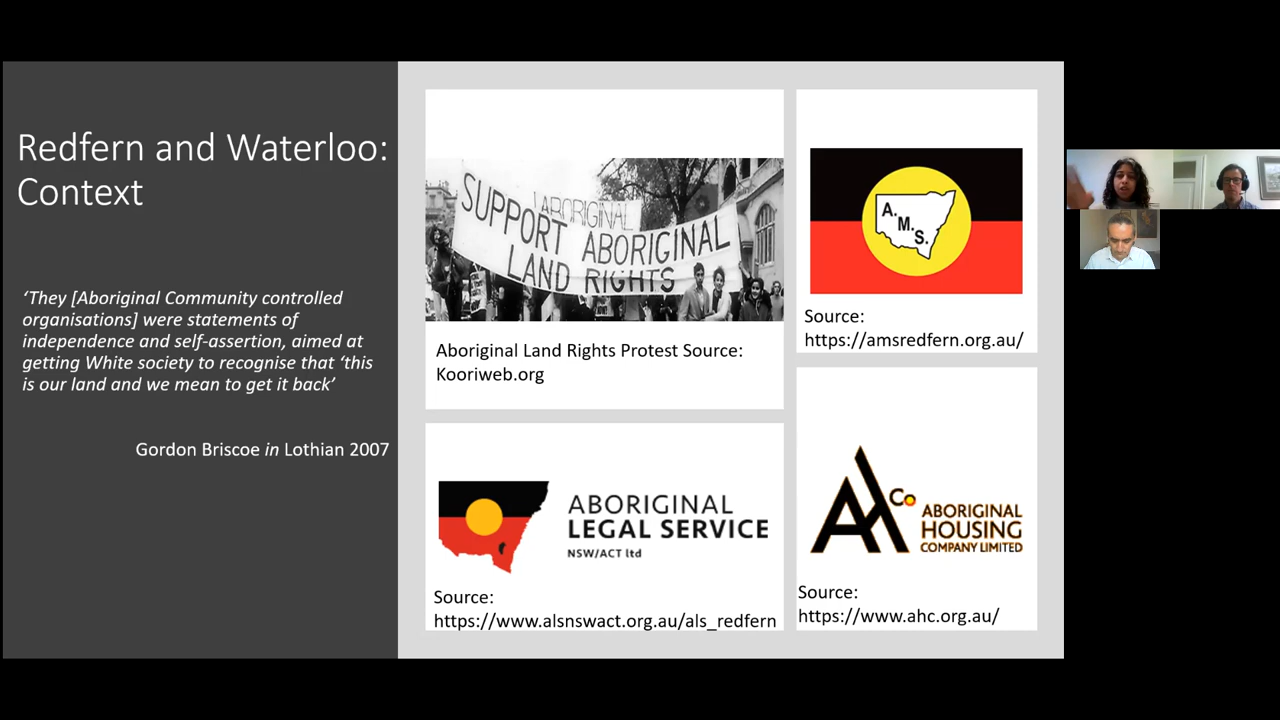 Redfern and Waterloo:
Context
‘They [Aboriginal Community controlled
organisations] were statements of
independence and self-assertion, aimed at
getting White society to recognise that ‘this
is our land and we mean to get it back’
Gordon Briscoe in Lothian 2007
ABORIGINAL
SUPPORT ABORIGINAL
LAND RIGHTS
Aboriginal Land Rights Protest Source:
Kooriweb.org
A.
M.
S.
Source:
https://amsredfern.org.au/
ABORIGINAL
LEGAL SERVICE
NSW/ACT ltd
Source:
https://www.alsnswact.org.au/als_redfern
AHCo
ABORIGINAL
HOUSING
COMPANY LIMITED
Source:
https://www.ahc.org.au/